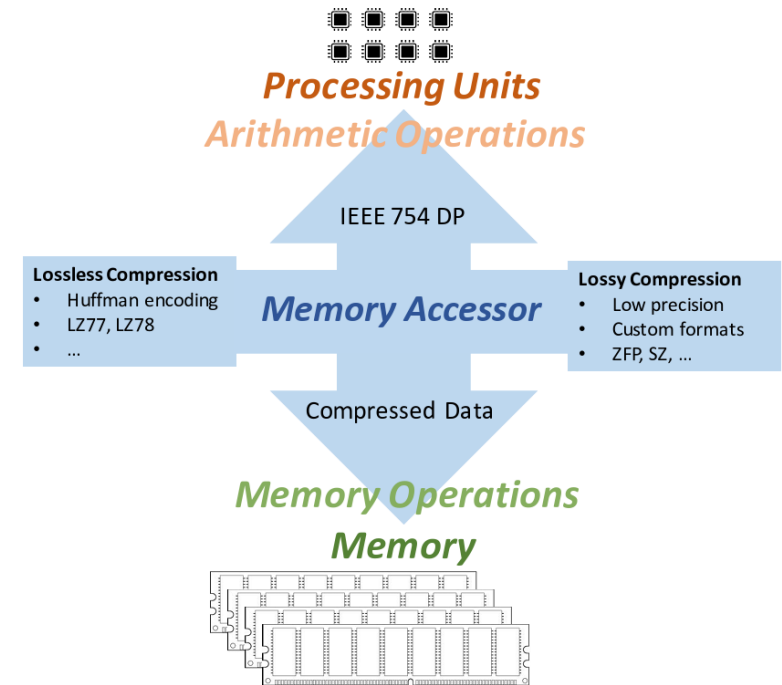 Processing Units
Arithmetic Operations
IEEE 754 DP
Lossless Compression
• Huffman encoding
• LZ77, LZ78
• ...
Memory Accessor
Lossy Compression
• Low precision
• Custom formats
• ZFP, SZ, ...
Compressed Data
Memory Operations
Memory